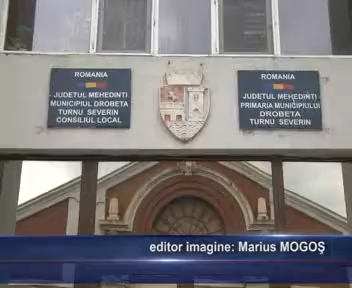 ROMANIA
JUDETUL MEHEDINTI
MUNICIPIUL DROBETA
TURNU SEVERIN
CONSILIUL LOCAL
ROMANIA
JUDETUL MEHEDINTI
PRIMARIA MUNICIPIULUI
DROBETA
TURNU SEVERIN
editor imagine: Marius MOGOŞ